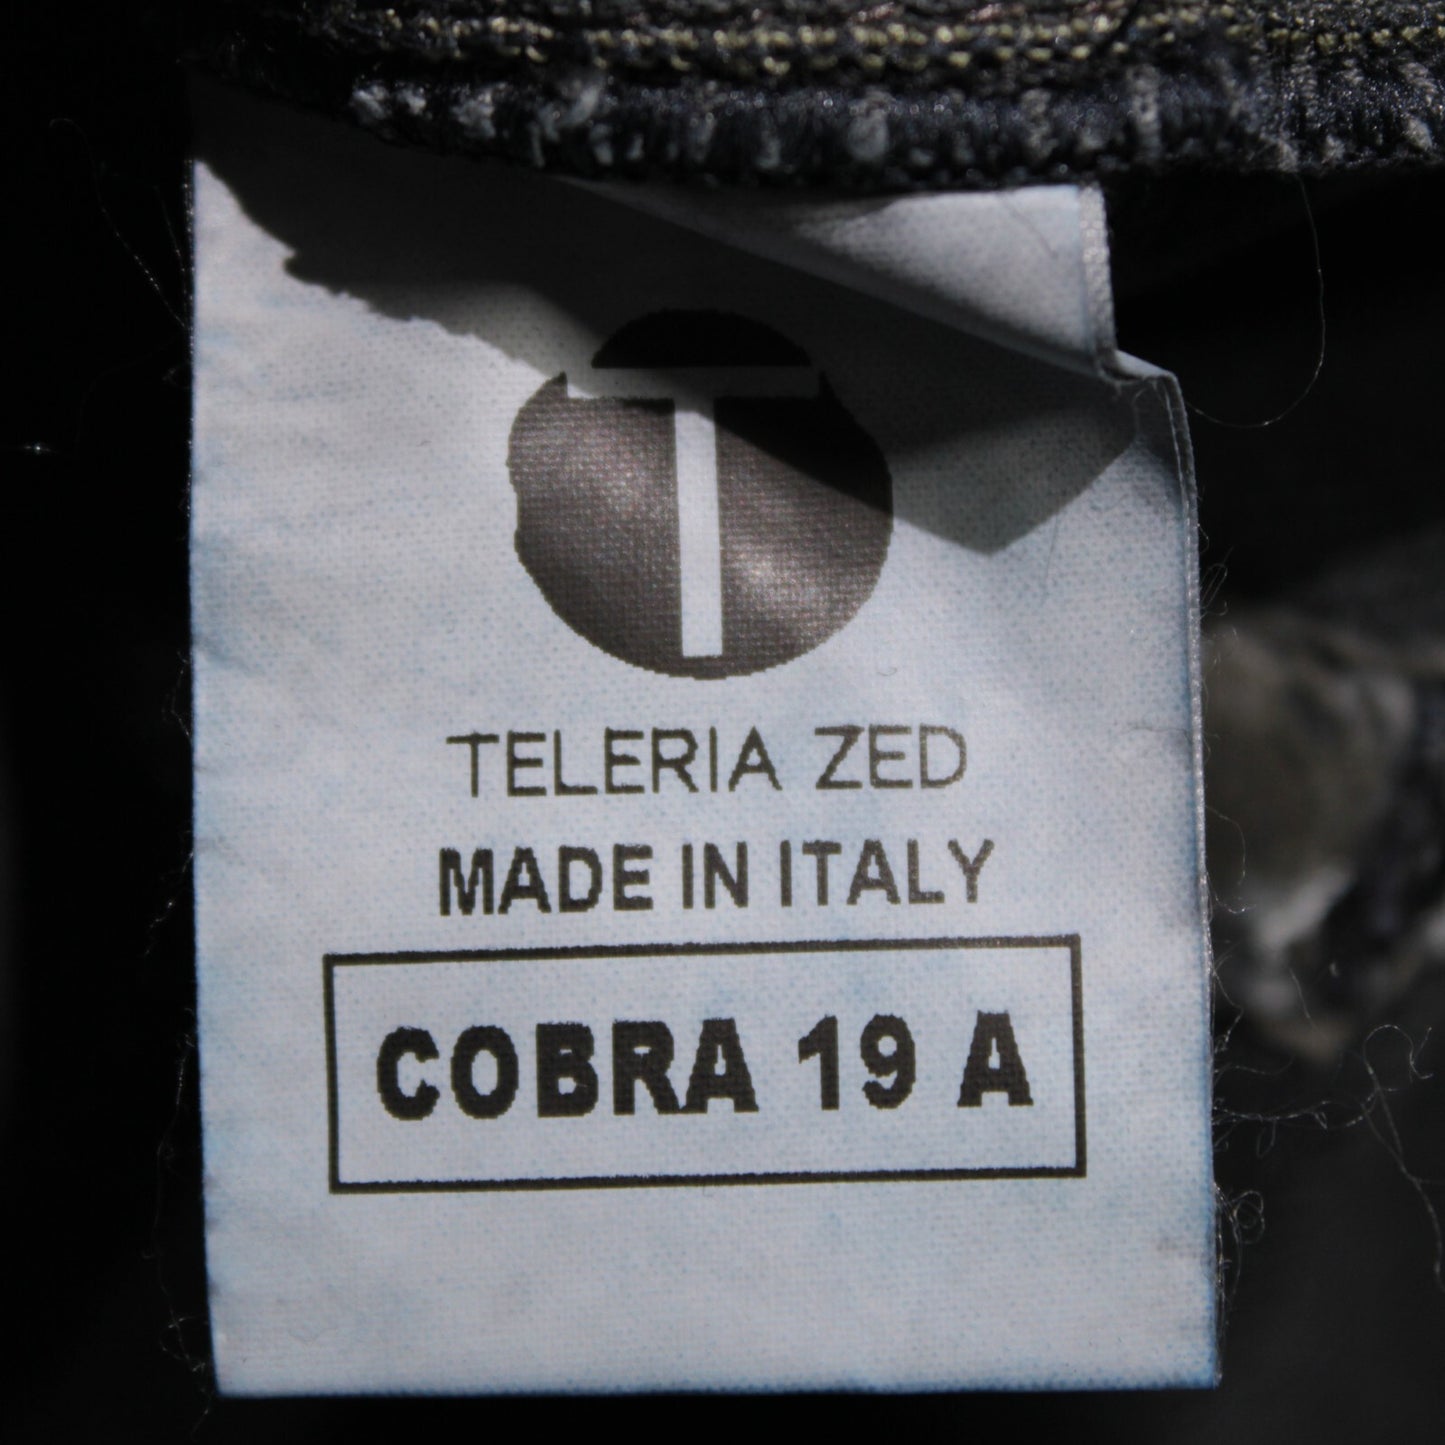 T
TELERIA ZED
MADE IN ITALY
COBRA 19 A